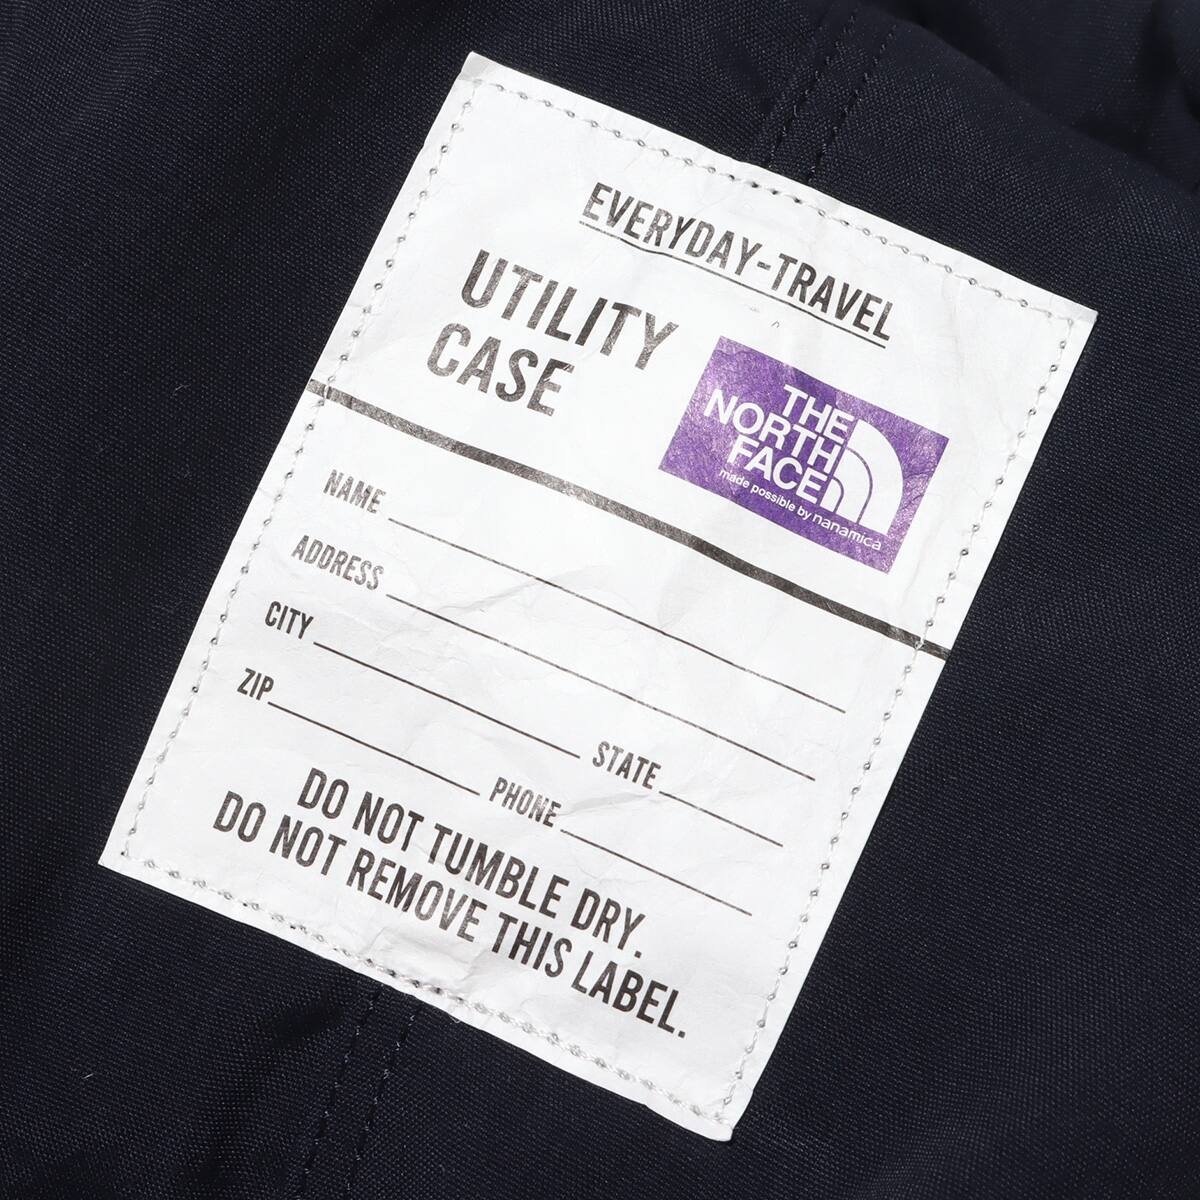 EVERYDAY-TRAVEL
UTILITY
CASE
THE
NORTH
FACE
made possible by nanamica
NAME
ADDRESS
CITY STATE
ZIP PHONE
DO NOT TUMBLE DRY.
DO NOT REMOVE THIS LABEL.